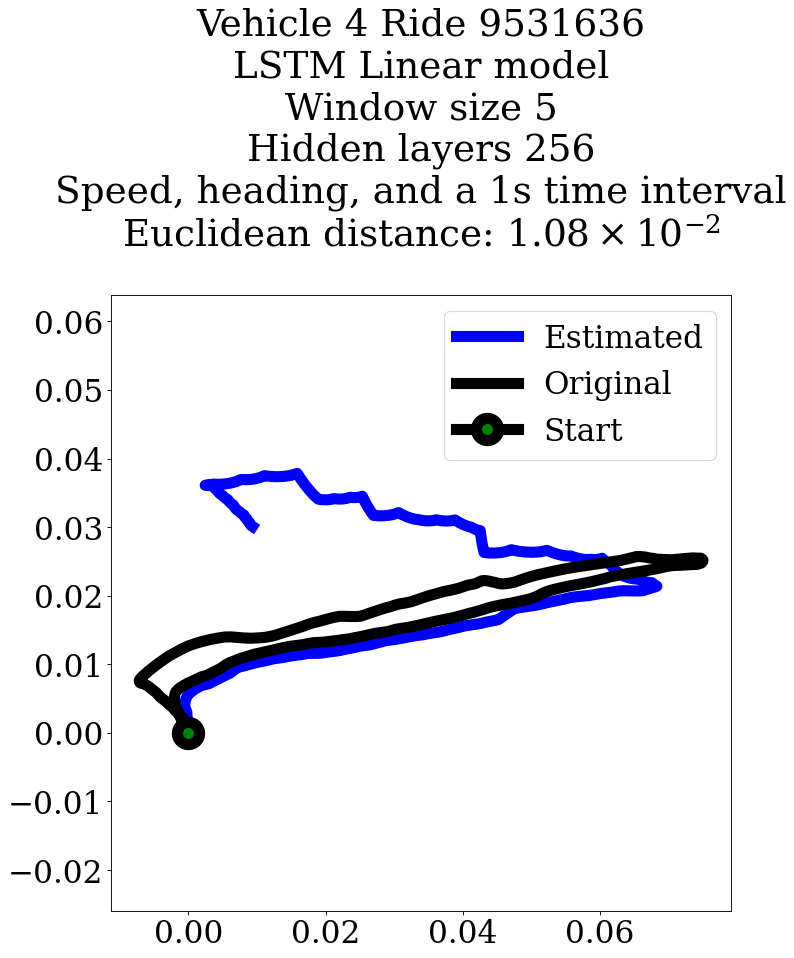 Vehicle 4 Ride 9531636
LSTM Linear model
Window size 5
Hidden layers 256
Speed, heading, and a 1s time interval
Euclidean distance: 1.08 × 10⁻²
Estimated
Original
Start
0.06
0.05
0.04
0.03
0.02
0.01
0.00
−0.01
−0.02
0.00 0.02 0.04 0.06